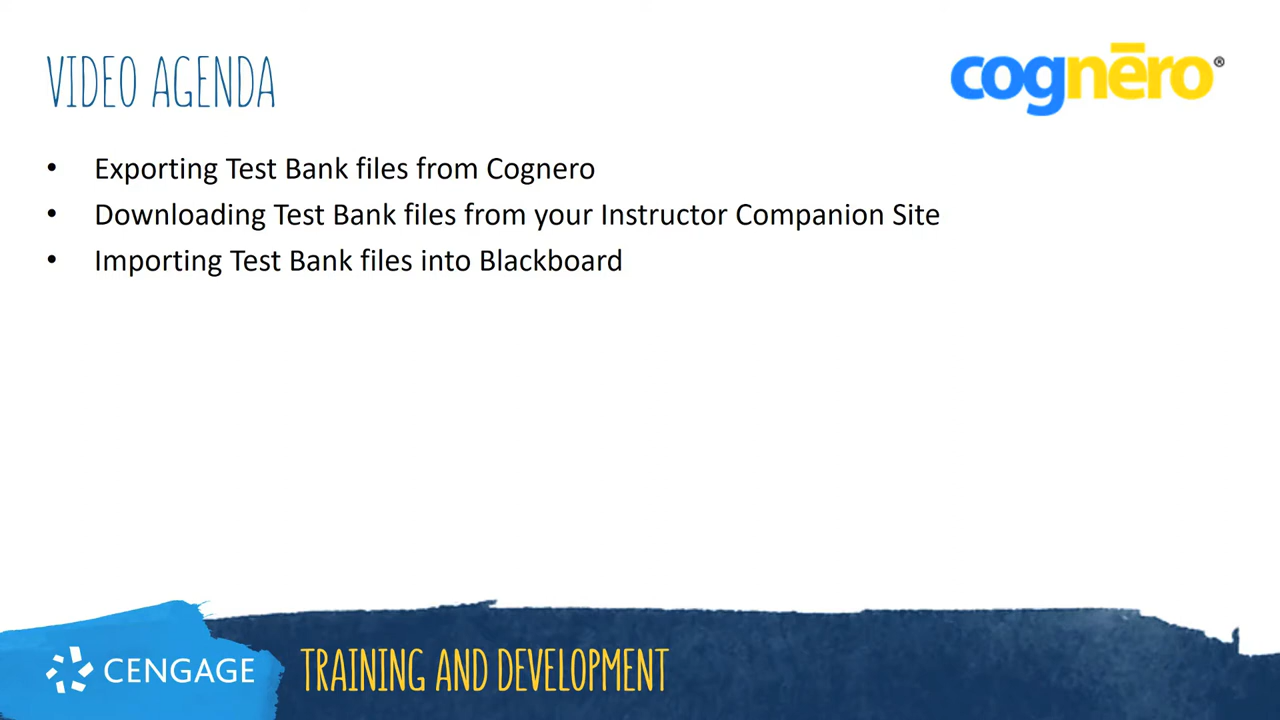 VIDEO AGENDA
cognēro®
• Exporting Test Bank files from Cognero
• Downloading Test Bank files from your Instructor Companion Site
• Importing Test Bank files into Blackboard
CENGAGE
TRAINING AND DEVELOPMENT